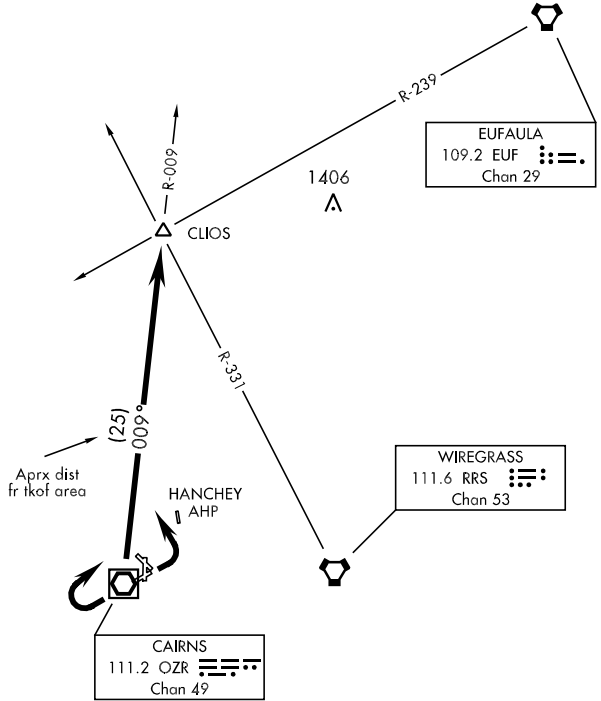 R-239
EUFAULA
109.2 EUF
Chan 29
R-009
1406
CLIOS
R-331
(25)
009°
Aprx dist
fr tkof area
HANCHEY
AHP
WIREGRASS
111.6 RRS
Chan 53
CAIRNS
111.2 OZR
Chan 49